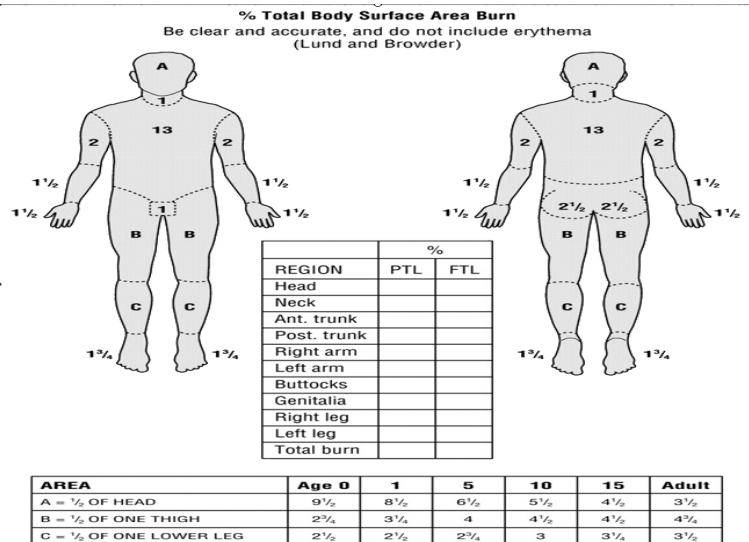 % Total Body Surface Area Burn
Be clear and accurate, and do not include erythema
(Lund and Browder)
A A
1 1
13 13
2 2 2 2
1½ 1½ 1½ 1½
1½ 1½ 1½ 1½
1 2½ 2½
B B B B
C C C C
1¾ 1¾ 1¾ 1¾
%
REGION PTL FTL
Head
Neck
Ant. trunk
Post. trunk
Right arm
Left arm
Buttocks
Genitalia
Right leg
Left leg
Total burn
AREA Age 0 1 5 10 15 Adult
A = ½ OF HEAD 9½ 8½ 6½ 5½ 4½ 3½
B = ½ OF ONE THIGH 2¾ 3¼ 4 4½ 4½ 4¾
C = ½ OF ONE LOWER LEG 2½ 2½ 2¾ 3 3¼ 3½